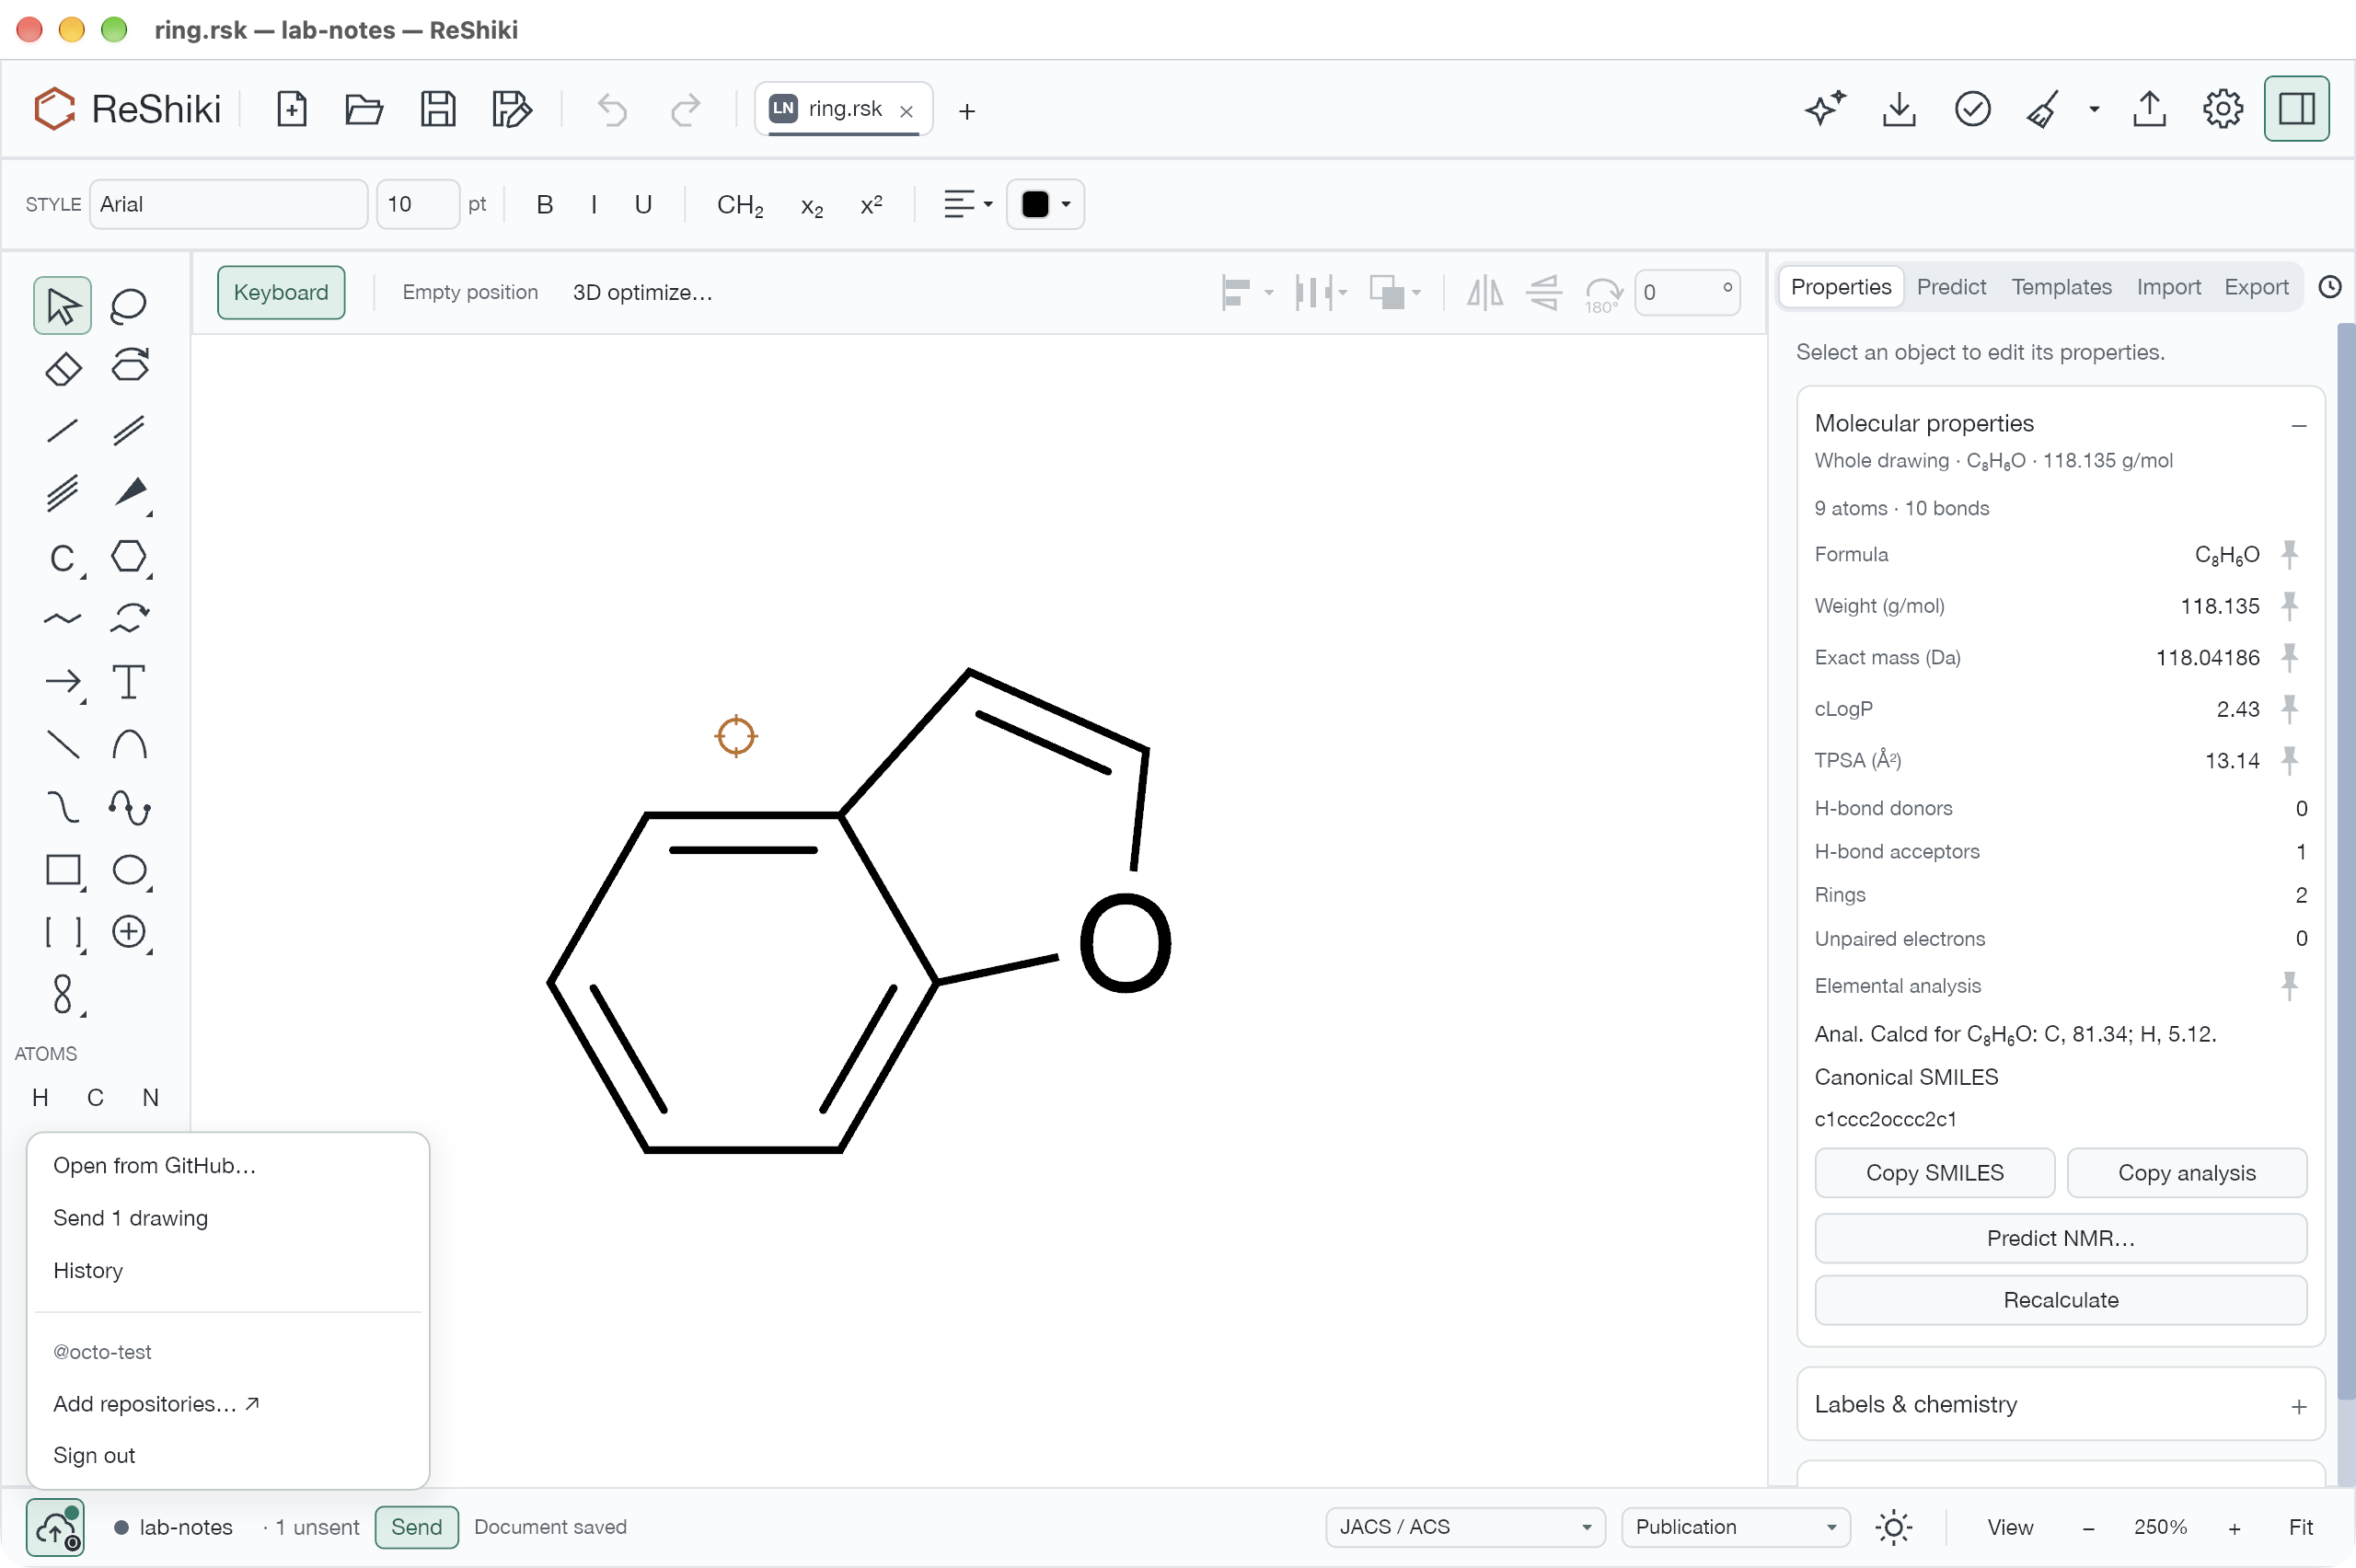 ring.rsk — lab-notes — ReShiki
ReShiki
LN ring.rsk
STYLE Arial 10 pt B I U CH₂ x₂ x²
Keyboard Empty position 3D optimize... 180° 0 °
Properties Predict Templates Import Export
Select an object to edit its properties.
Molecular properties
Whole drawing · C₈H₆O · 118.135 g/mol
9 atoms · 10 bonds
Formula C₈H₆O
Weight (g/mol) 118.135
Exact mass (Da) 118.04186
cLogP 2.43
TPSA (Å²) 13.14
H-bond donors 0
H-bond acceptors 1
Rings 2
Unpaired electrons 0
Elemental analysis
Anal. Calcd for C₈H₆O: C, 81.34; H, 5.12.
Canonical SMILES
c1ccc2occc2c1
Copy SMILES Copy analysis
Predict NMR...
Recalculate
Labels & chemistry
C
T
O
ATOMS
H C N
Open from GitHub...
Send 1 drawing
History
@octo-test
Add repositories... ↗
Sign out
lab-notes · 1 unsent Send Document saved
JACS / ACS Publication View − 250% + Fit